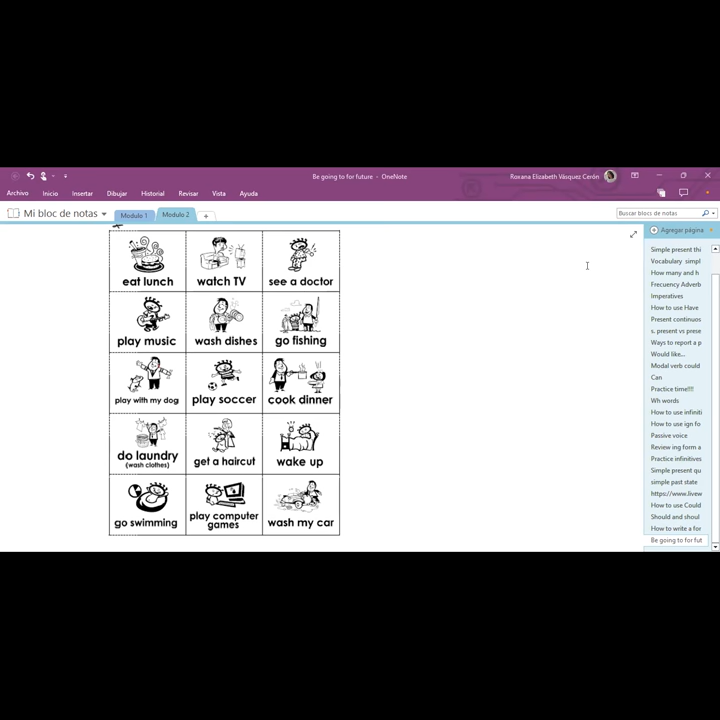 Be going to for future - OneNote
Roxana Elizabeth Vásquez Cerón
Archivo Inicio Insertar Dibujar Historial Revisar Vista Ayuda
Mi bloc de notas Modulo 1 Modulo 2 +
Buscar blocs de notas
Agregar página
eat lunch watch TV see a doctor
play music wash dishes go fishing
play with my dog play soccer cook dinner
do laundry
(wash clothes)
get a haircut wake up
go swimming
play computer
games
wash my car
Simple present thi
Vocabulary simpl
How many and h
Frecuency Adverb
Imperatives
How to use Have
Present continuos
s. present vs prese
Ways to report a p
Would like...
Modal verb could
Can
Practice time!!!!
Wh words
How to use infiniti
How to use ign fo
Passive voice
Review ing form a
Practice infinitives
Simple present qu
simple past state
https://www.livew
How to use Could
Should and shoul
How to write a for
Be going to for fut